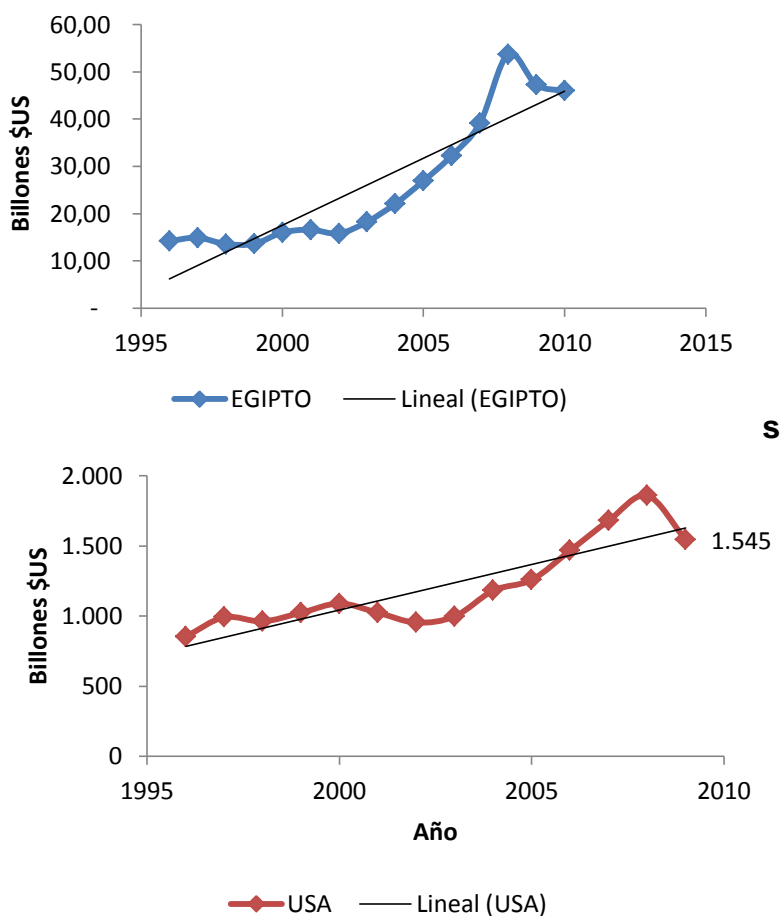 60,00
50,00
40,00
30,00
20,00
10,00
-
Billones $US
1995 2000 2005 2010 2015
EGIPTO Lineal (EGIPTO)
s
2.000
1.500
1.000
500
0
Billones $US
1.545
1995 2000 2005 2010
Año
USA Lineal (USA)